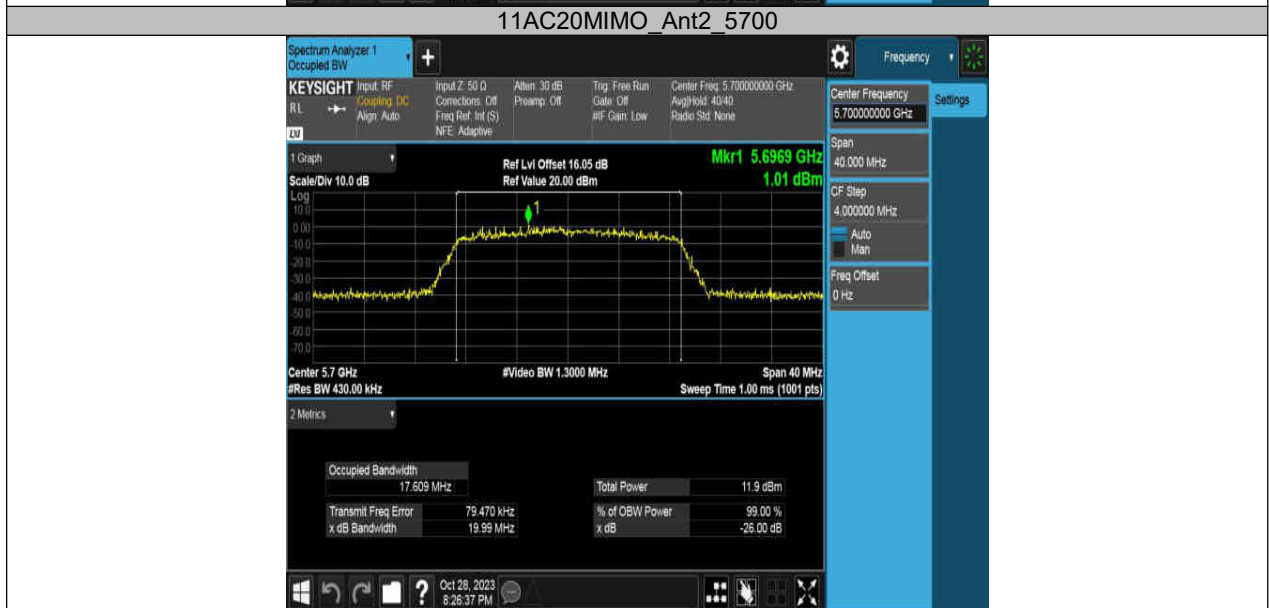 11AC20MIMO_Ant2_5700
Spectrum Analyzer 1
Occupied BW
+
Frequency
KEYSIGHT Input: RF
RL Coupling: DC
Align: Auto
Input Z: 50 Ω
Corrections: Off
Freq Ref: Int (S)
NFE: Adaptive
Atten: 30 dB
Preamp: Off
Trig: Free Run
Gate: Off
#IF Gain: Low
Center Freq: 5.700000000 GHz
Avg|Hold: 40/40
Radio Std: None
Center Frequency
5.700000000 GHz
Settings
Span
40.000 MHz
CF Step
4.000000 MHz
Auto
Man
Freq Offset
0 Hz
1 Graph
Ref Lvl Offset 16.05 dB
Mkr1 5.6969 GHz
Scale/Div 10.0 dB
Ref Value 20.00 dBm
1.01 dBm
Log
10.0
0.00
-10.0
-20.0
-30.0
-40.0
-50.0
-60.0
-70.0
1
Center 5.7 GHz
#Video BW 1.3000 MHz
Span 40 MHz
#Res BW 430.00 kHz
Sweep Time 1.00 ms (1001 pts)
2 Metrics
Occupied Bandwidth
17.609 MHz
Total Power 11.9 dBm
Transmit Freq Error 79.470 kHz
% of OBW Power 99.00 %
x dB Bandwidth 19.99 MHz
x dB -26.00 dB
?
Oct 28, 2023
8:26:37 PM